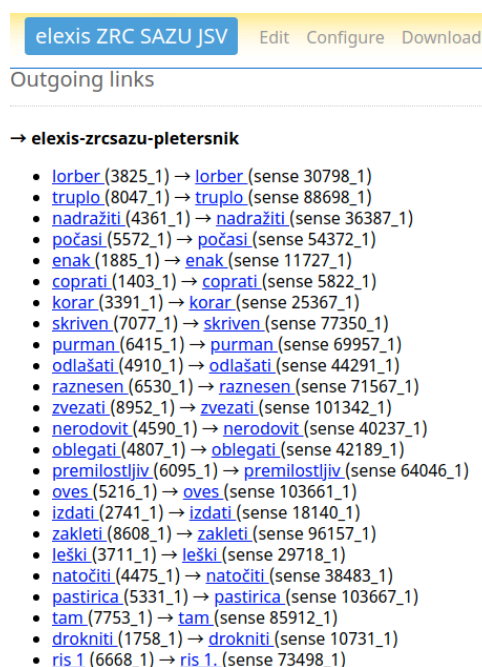 elexis ZRC SAZU JSV Edit Configure Download
Outgoing links
→ elexis-zrcsazu-pletersnik
• lorber (3825_1) → lorber (sense 30798_1)
• truplo (8047_1) → truplo (sense 88698_1)
• nadražiti (4361_1) → nadražiti (sense 36387_1)
• počasi (5572_1) → počasi (sense 54372_1)
• enak (1885_1) → enak (sense 11727_1)
• coprati (1403_1) → coprati (sense 5822_1)
• korar (3391_1) → korar (sense 25367_1)
• skriven (7077_1) → skriven (sense 77350_1)
• purman (6415_1) → purman (sense 69957_1)
• odlašati (4910_1) → odlašati (sense 44291_1)
• raznesen (6530_1) → raznesen (sense 71567_1)
• zvezati (8952_1) → zvezati (sense 101342_1)
• nerodovit (4590_1) → nerodovit (sense 40237_1)
• oblegati (4807_1) → oblegati (sense 42189_1)
• premilostljiv (6095_1) → premilostljiv (sense 64046_1)
• oves (5216_1) → oves (sense 103661_1)
• izdati (2741_1) → izdati (sense 18140_1)
• zakleti (8608_1) → zakleti (sense 96157_1)
• leški (3711_1) → leški (sense 29718_1)
• natočiti (4475_1) → natočiti (sense 38483_1)
• pastirica (5331_1) → pastirica (sense 103667_1)
• tam (7753_1) → tam (sense 85912_1)
• drokniti (1758_1) → drokniti (sense 10731_1)
• ris 1 (6668_1) → ris 1. (sense 73498_1)